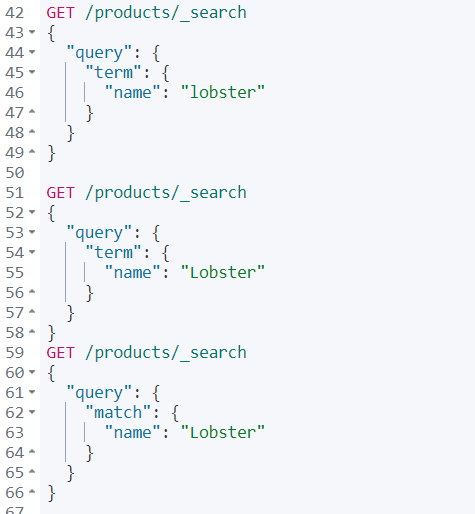 42 GET /products/_search
43 {
44 "query": {
45 "term": {
46 "name": "lobster"
47 }
48 }
49 }
50
51 GET /products/_search
52 {
53 "query": {
54 "term": {
55 "name": "Lobster"
56 }
57 }
58 }
59 GET /products/_search
60 {
61 "query": {
62 "match": {
63 "name": "Lobster"
64 }
65 }
66 }
67